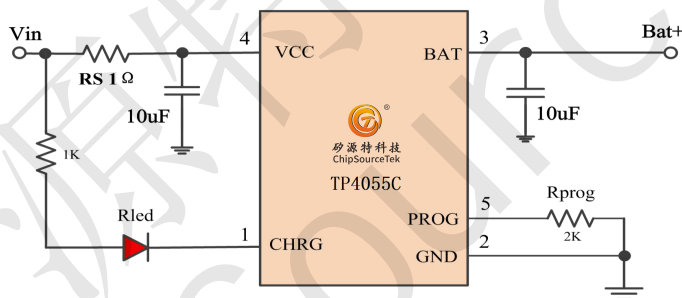 Vin
4
VCC
BAT
3
Bat+
RS 1 Ω
10uF
10uF
1K
®
矽源特科技
ChipSourceTek
TP4055C
Rled
1
CHRG
PROG
5
Rprog
2K
GND
2